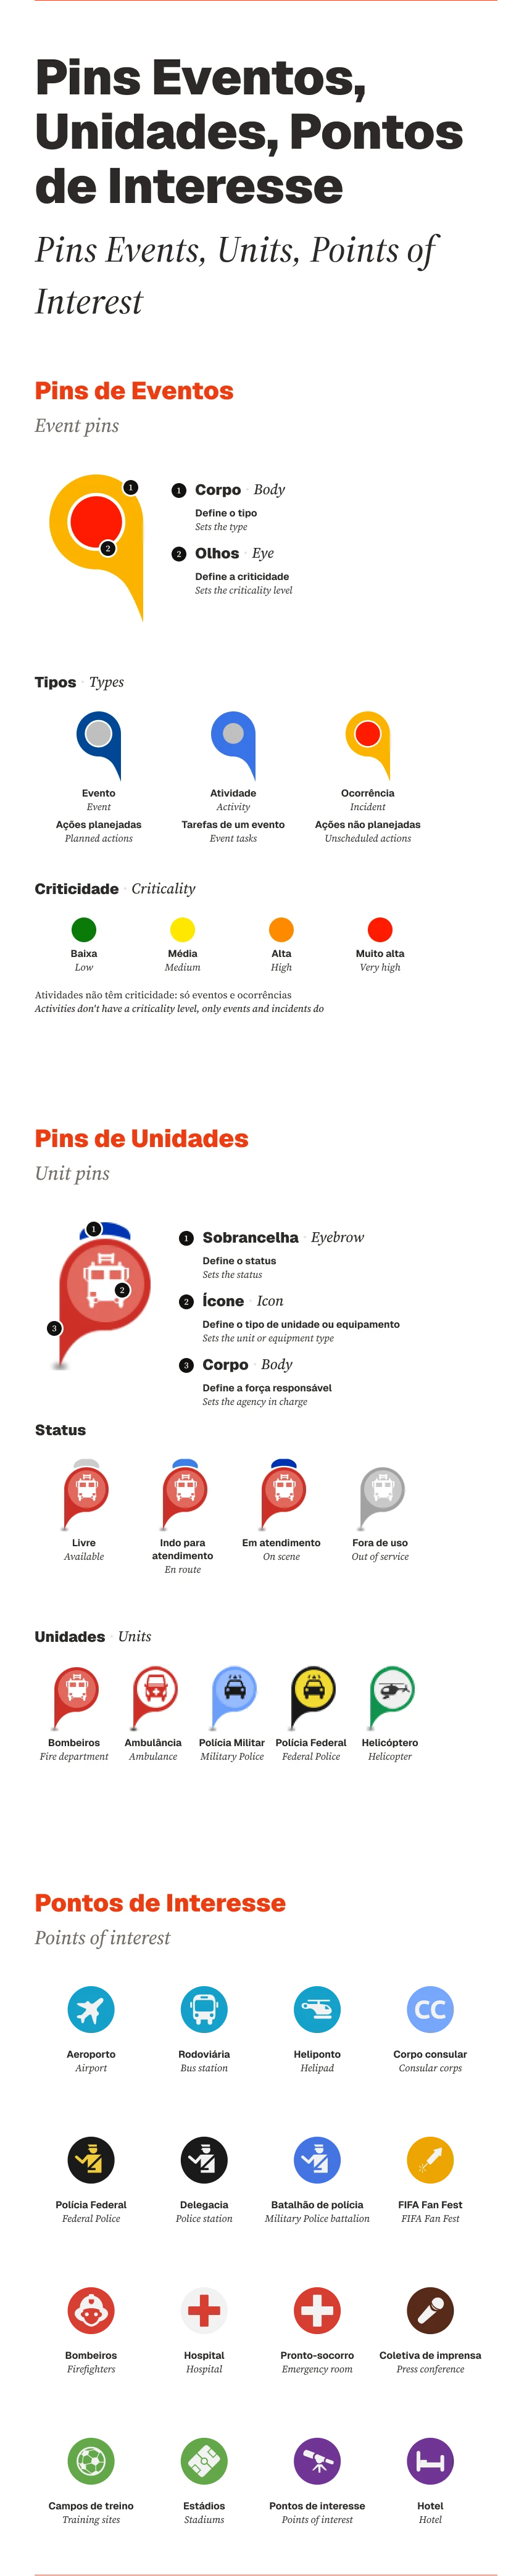 Pins Eventos,
Unidades, Pontos
de Interesse
Pins Events, Units, Points of
Interest
Pins de Eventos
Event pins
1
2
1 Corpo · Body
Define o tipo
Sets the type
2 Olhos · Eye
Define a criticidade
Sets the criticality level
Tipos · Types
Evento
Event
Ações planejadas
Planned actions
Atividade
Activity
Tarefas de um evento
Event tasks
Ocorrência
Incident
Ações não planejadas
Unscheduled actions
Criticidade · Criticality
Baixa
Low
Média
Medium
Alta
High
Muito alta
Very high
Atividades não têm criticidade: só eventos e ocorrências
Activities don't have a criticality level, only events and incidents do
Pins de Unidades
Unit pins
1
2
3
1 Sobrancelha · Eyebrow
Define o status
Sets the status
2 Ícone · Icon
Define o tipo de unidade ou equipamento
Sets the unit or equipment type
3 Corpo · Body
Define a força responsável
Sets the agency in charge
Status
Livre
Available
Indo para
atendimento
En route
Em atendimento
On scene
Fora de uso
Out of service
Unidades · Units
Bombeiros
Fire department
Ambulância
Ambulance
Polícia Militar
Military Police
Polícia Federal
Federal Police
Helicóptero
Helicopter
Pontos de Interesse
Points of interest
Aeroporto
Airport
Rodoviária
Bus station
Heliponto
Helipad
CC
Corpo consular
Consular corps
Polícia Federal
Federal Police
Delegacia
Police station
Batalhão de polícia
Military Police battalion
FIFA Fan Fest
FIFA Fan Fest
Bombeiros
Firefighters
Hospital
Hospital
Pronto-socorro
Emergency room
Coletiva de imprensa
Press conference
Campos de treino
Training sites
Estádios
Stadiums
Pontos de interesse
Points of interest
Hotel
Hotel